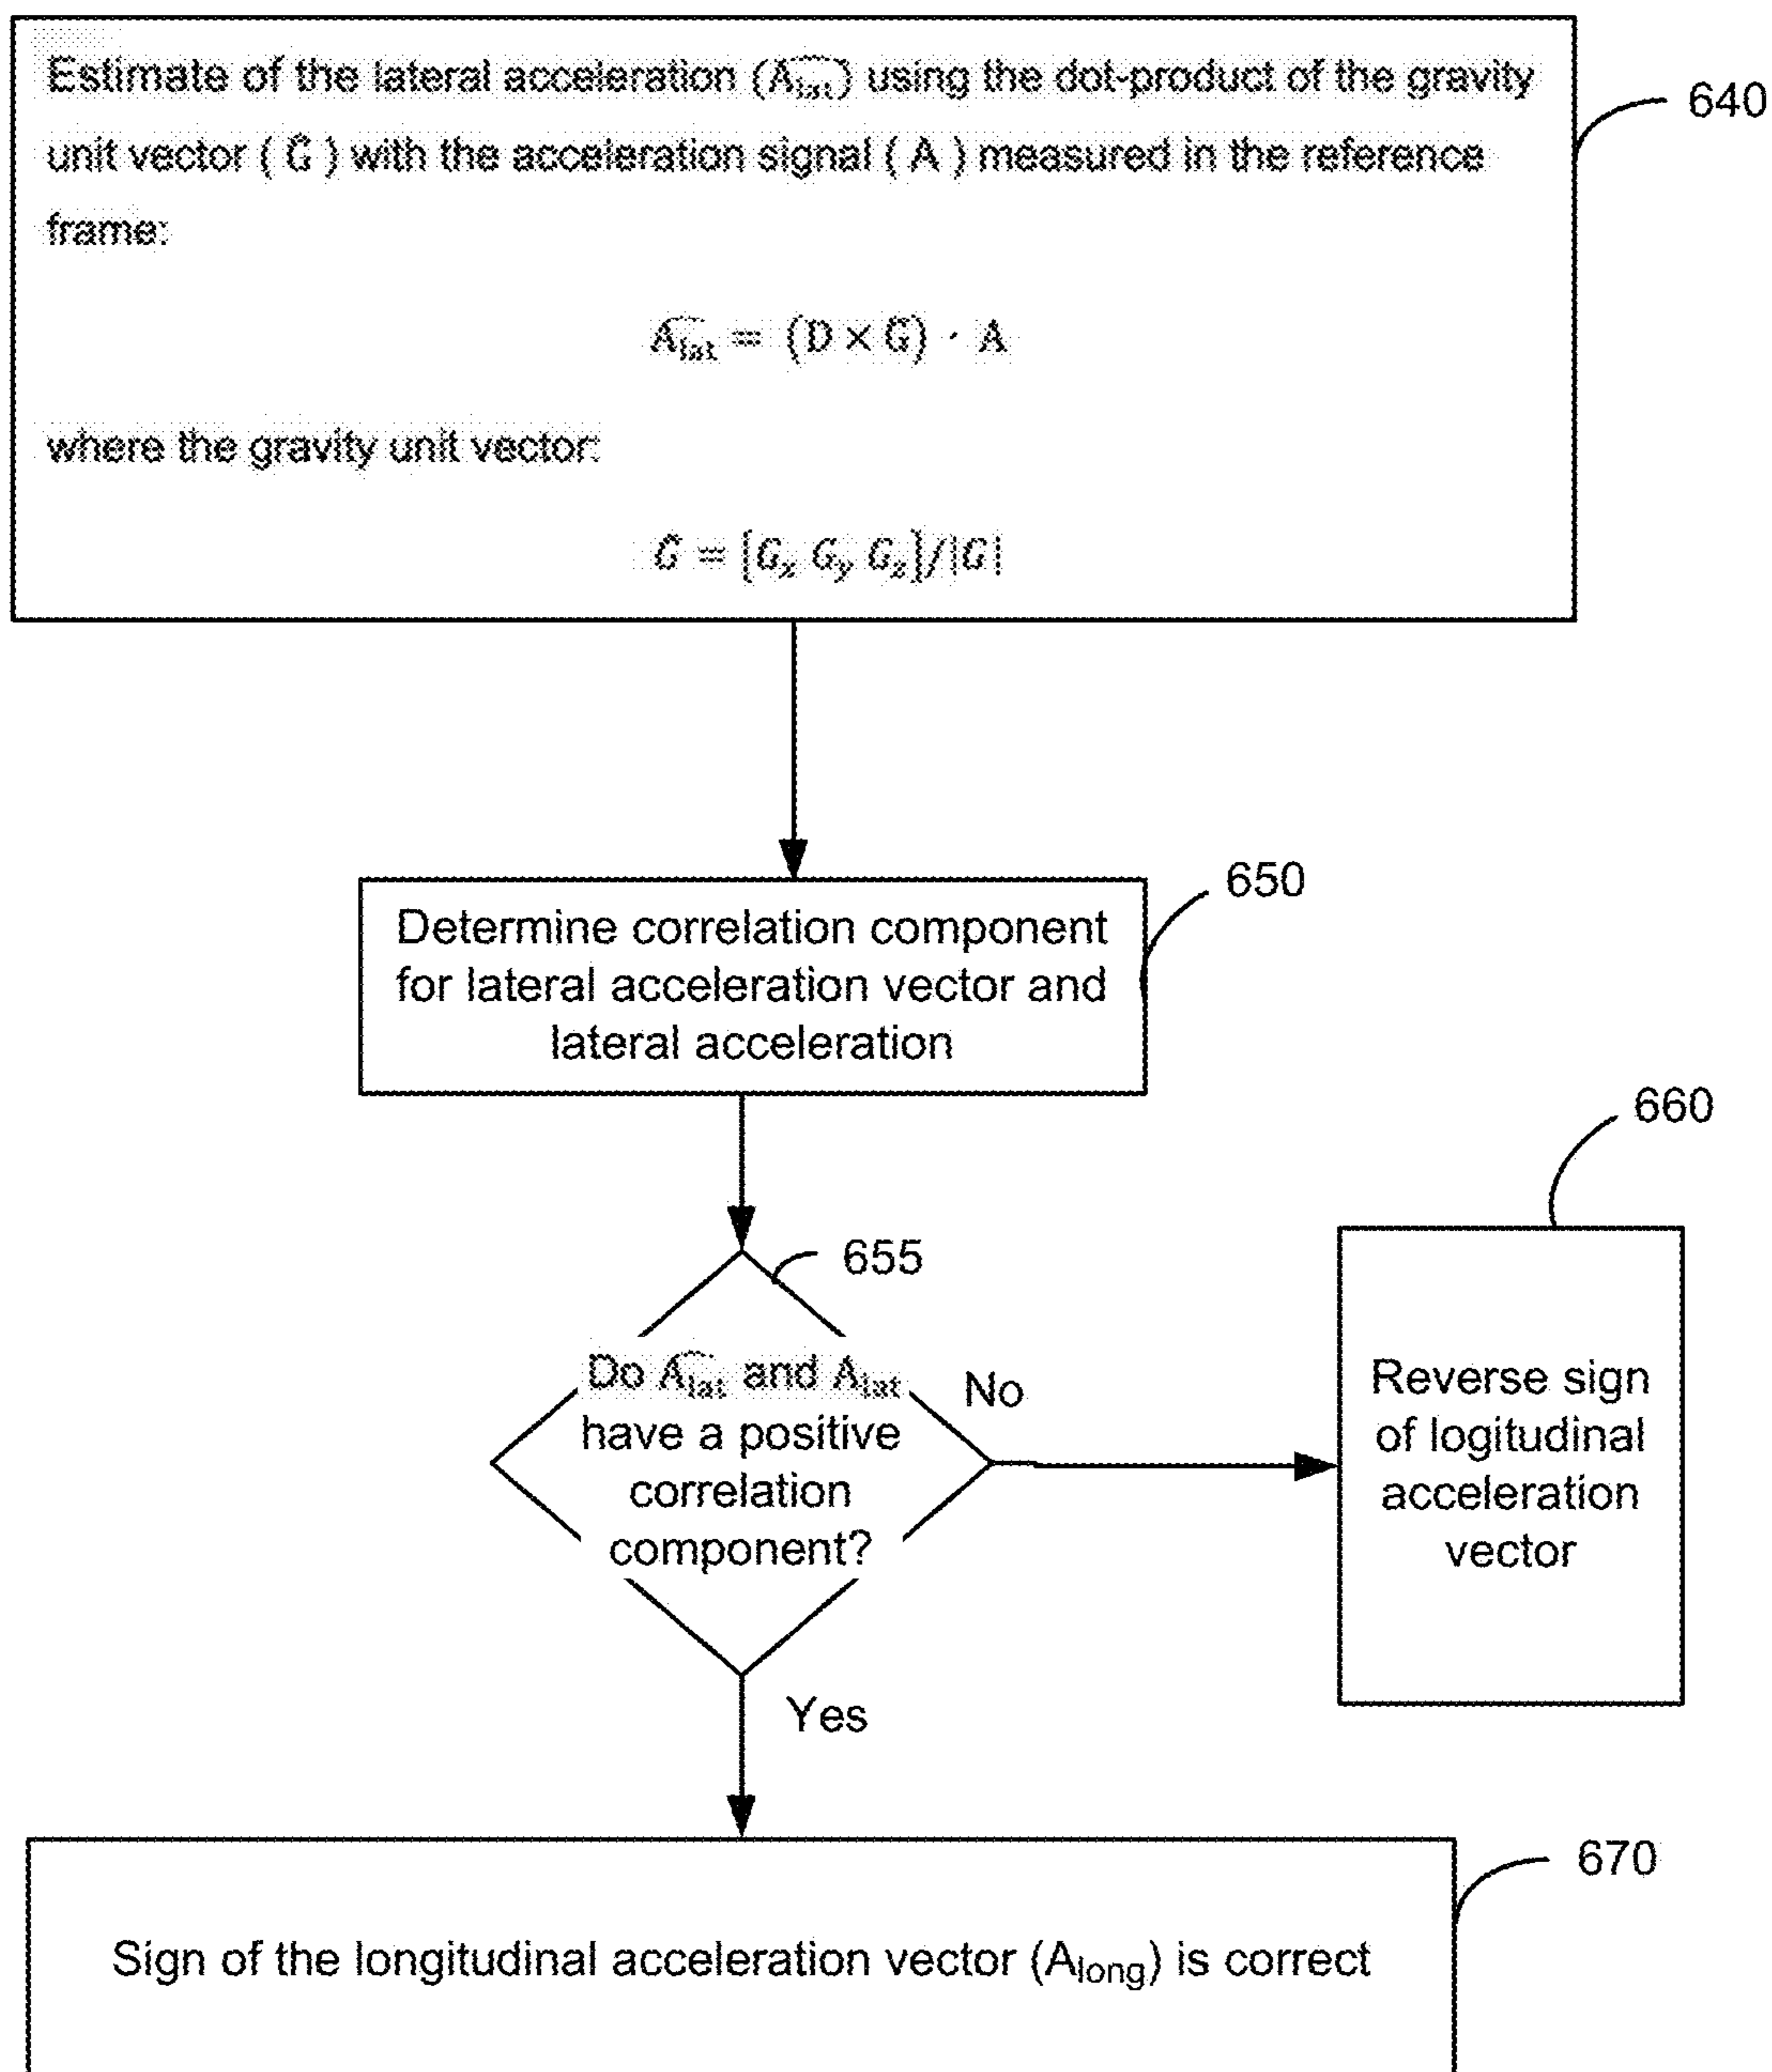 Estimate of the lateral acceleration (Âlat) using the dot-product of the gravity
unit vector ( Ĝ ) with the acceleration signal ( A ) measured in the reference
frame:
Âlat = (D × Ĝ) · A
where the gravity unit vector:
Ĝ = [Gx Gy Gz]/|G|
640
Determine correlation component
for lateral acceleration vector and
lateral acceleration
650
655
Do Âlat and Alat
have a positive
correlation
component?
No
660
Reverse sign
of logitudinal
acceleration
vector
Yes
670
Sign of the longitudinal acceleration vector (Along) is correct